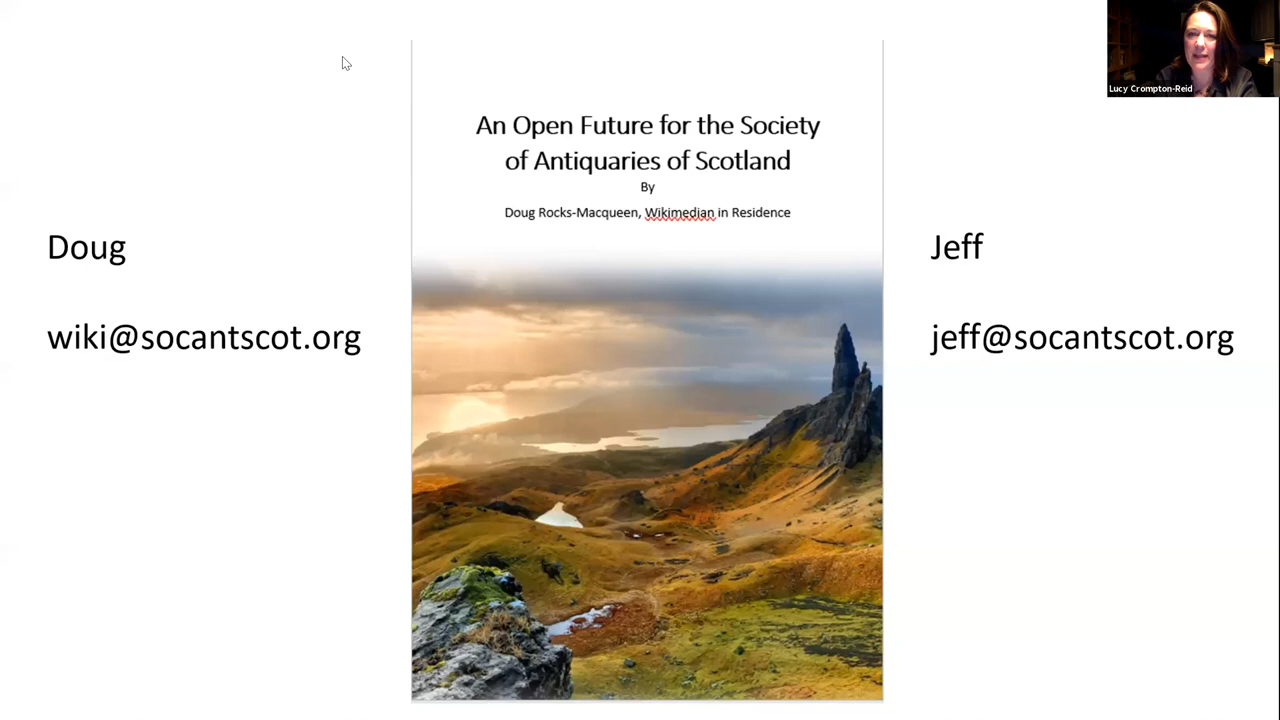 Lucy Crompton-Reid
An Open Future for the Society
of Antiquaries of Scotland
By
Doug Rocks-Macqueen, Wikimedian in Residence
Doug
wiki@socantscot.org
Jeff
jeff@socantscot.org